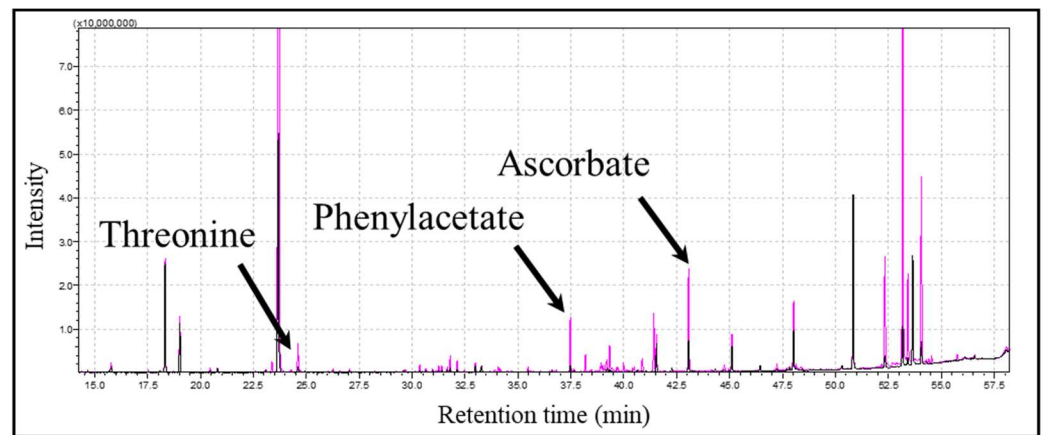 (x10,000,000)
7.0
6.0
5.0
4.0
3.0
2.0
1.0
Intensity
Threonine
Phenylacetate
Ascorbate
15.0 17.5 20.0 22.5 25.0 27.5 30.0 32.5 35.0 37.5 40.0 42.5 45.0 47.5 50.0 52.5 55.0 57.5
Retention time (min)